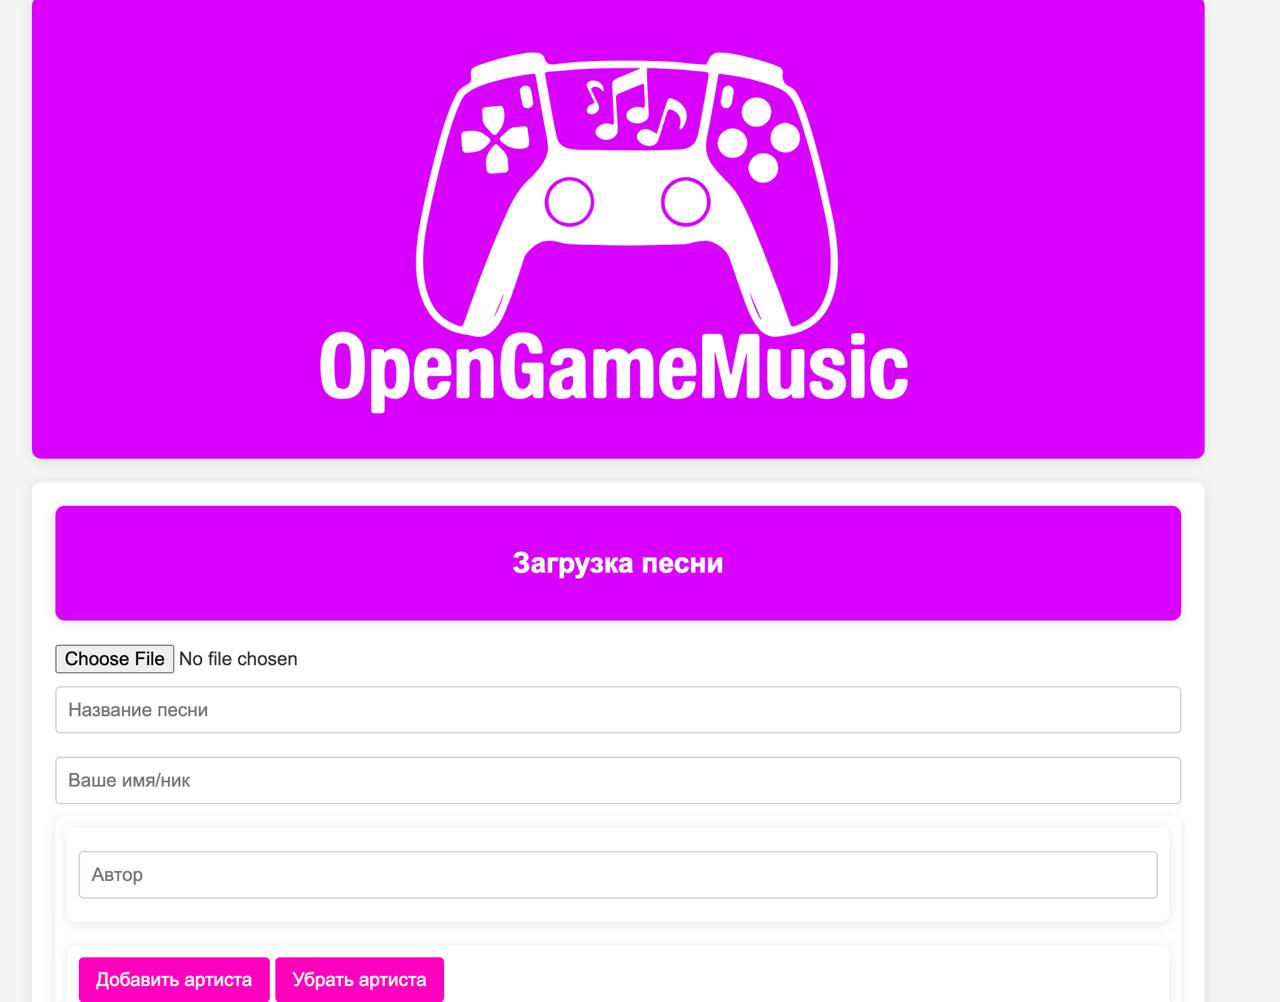 OpenGameMusic
Загрузка песни
Choose File No file chosen
Название песни
Ваше имя/ник
Автор
Добавить артиста Убрать артиста